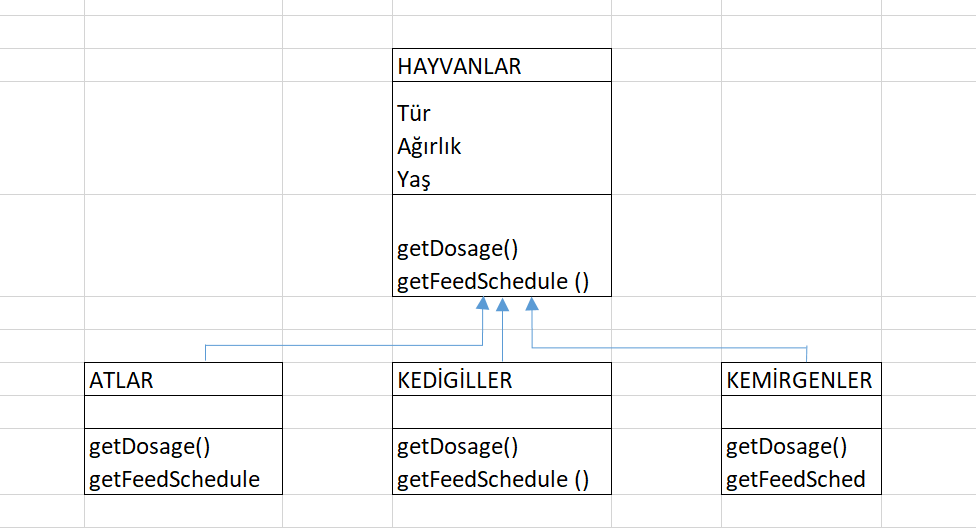 HAYVANLAR
Tür
Ağırlık
Yaş
getDosage()
getFeedSchedule ()
ATLAR
getDosage()
getFeedSchedule
KEDİGİLLER
getDosage()
getFeedSchedule ()
KEMİRGENLER
getDosage()
getFeedSched